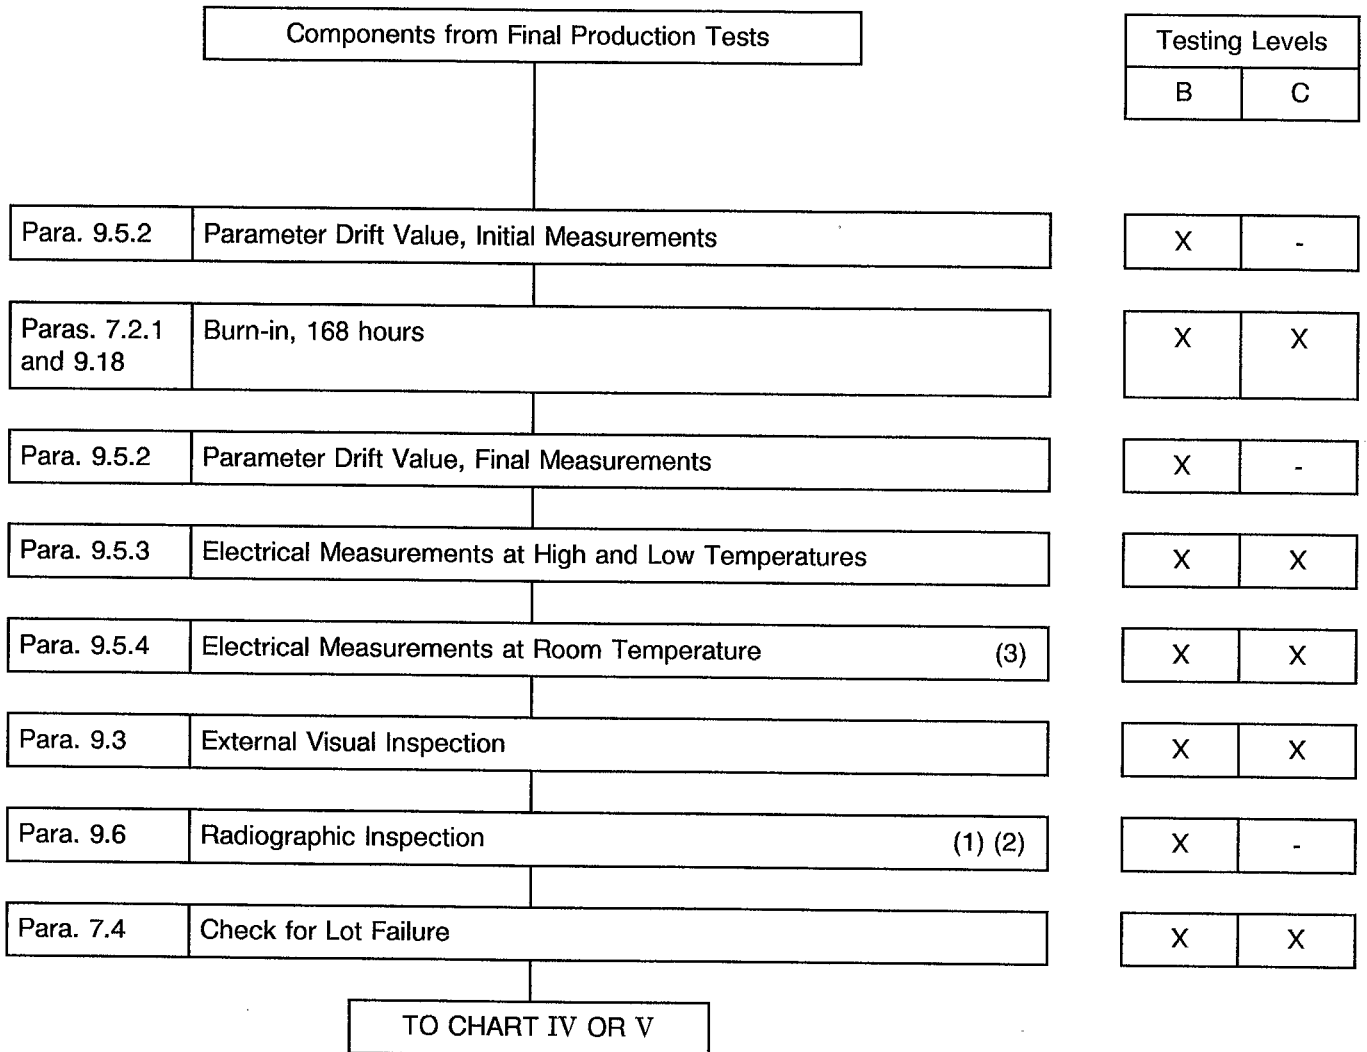 Components from Final Production Tests
Testing Levels
B C
Para. 9.5.2 Parameter Drift Value, Initial Measurements X -
Paras. 7.2.1 Burn-in, 168 hours X X
and 9.18
Para. 9.5.2 Parameter Drift Value, Final Measurements X -
Para. 9.5.3 Electrical Measurements at High and Low Temperatures X X
Para. 9.5.4 Electrical Measurements at Room Temperature (3) X X
Para. 9.3 External Visual Inspection X X
Para. 9.6 Radiographic Inspection (1) (2) X -
Para. 7.4 Check for Lot Failure X X
TO CHART IV OR V